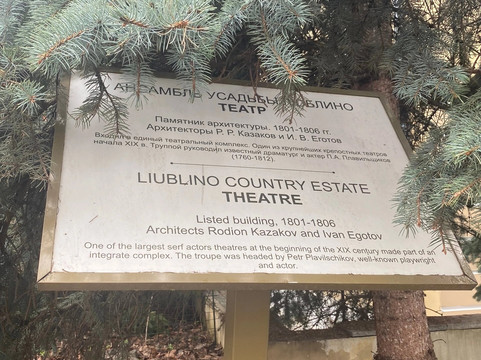 АНСАМБЛЬ УСАДЬБЫ ЛЮБЛИНО
ТЕАТР
Памятник архитектуры, 1801-1806 гг.
Архитекторы Р. Р. Казаков и И. В. Еготов
Входил в единый театральный комплекс. Один из крупнейших крепостных театров
начала XIX в. Труппой руководил известный драматург и актер П.А. Плавильщиков
(1760-1812).
LIUBLINO COUNTRY ESTATE
THEATRE
Listed building, 1801-1806
Architects Rodion Kazakov and Ivan Egotov
One of the largest serf actors theatres at the beginning of the XIX century made part of an
integrate complex. The troupe was headed by Petr Plavilschikov, well-known playwright
and actor.